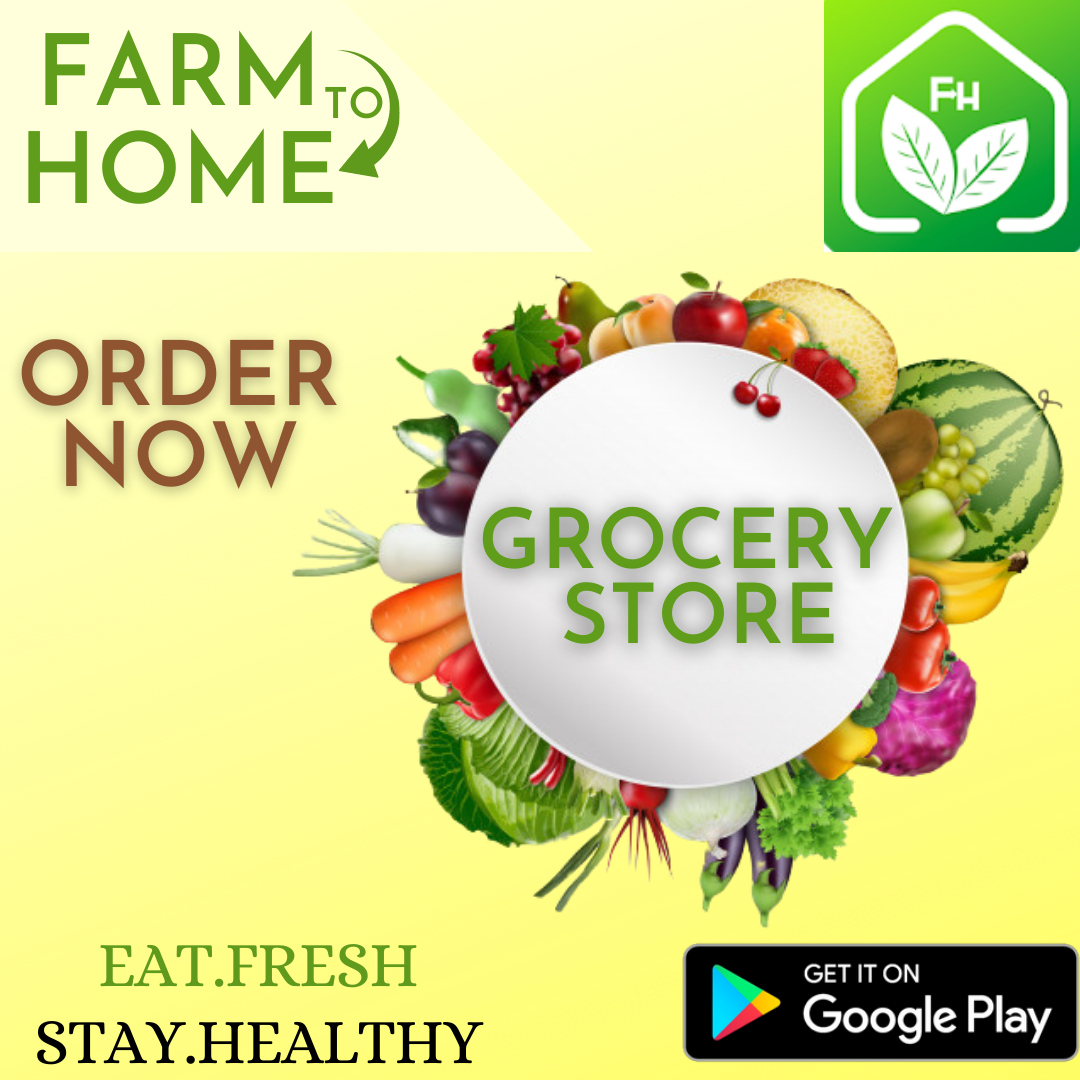 FARM
TO
HOME
FH
ORDER
NOW
GROCERY
STORE
EAT.FRESH
STAY.HEALTHY
GET IT ON
Google Play